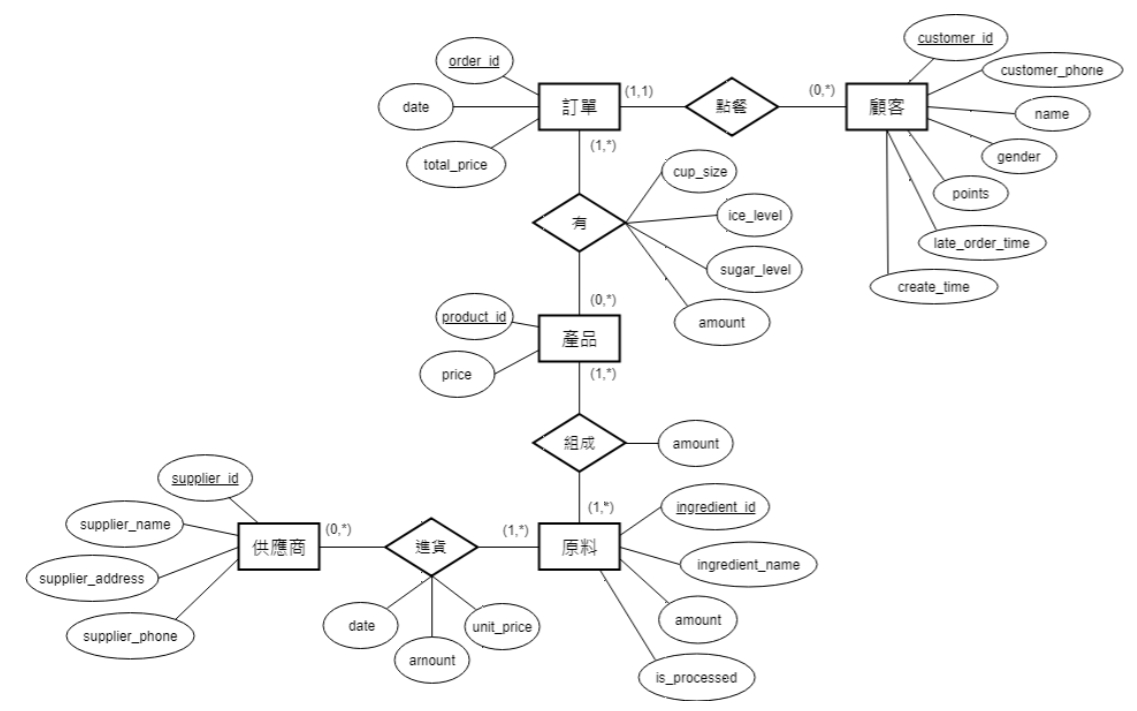 customer_id
order_id
customer_phone
(1,1)
(0,*)
date
訂單
點餐
顧客
name
(1,*)
gender
total_price
cup_size
points
有
ice_level
late_order_time
sugar_level
create_time
(0,*)
product_id
amount
產品
price
(1,*)
組成
amount
supplier_id
(1,*)
ingredient_id
supplier_name
(0,*)
(1,*)
供應商
進貨
原料
ingredient_name
supplier_address
amount
date
unit_price
supplier_phone
amount
is_processed